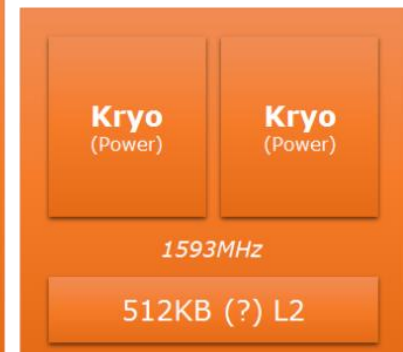 Kryo Kryo
(Power) (Power)
1593MHz
512KB (?) L2